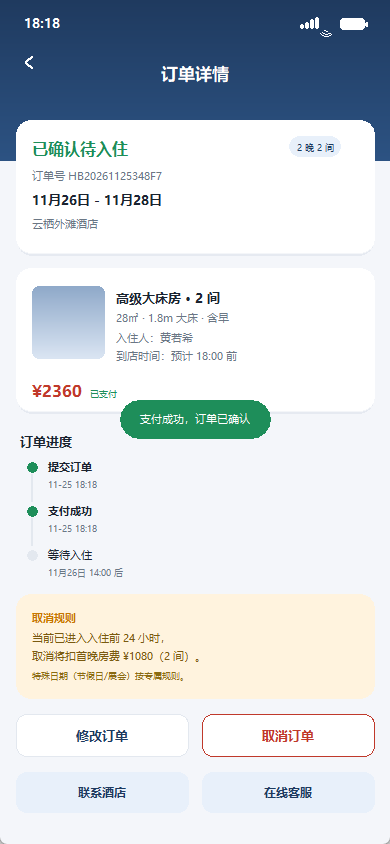 18:18
订单详情
已确认待入住
2 晚 2 间
订单号 HB20261125348F7
11月26日 - 11月28日
云栖外滩酒店
高级大床房 • 2 间
28㎡ · 1.8m 大床 · 含早
入住人：黄若希
到店时间：预计 18:00 前
¥2360 已支付
支付成功，订单已确认
订单进度
提交订单
11-25 18:18
支付成功
11-25 18:18
等待入住
11月26日 14:00 后
取消规则
当前已进入入住前 24 小时，
取消将扣首晚房费 ¥1080（2 间）。
特殊日期（节假日/展会）按专属规则。
修改订单
取消订单
联系酒店
在线客服